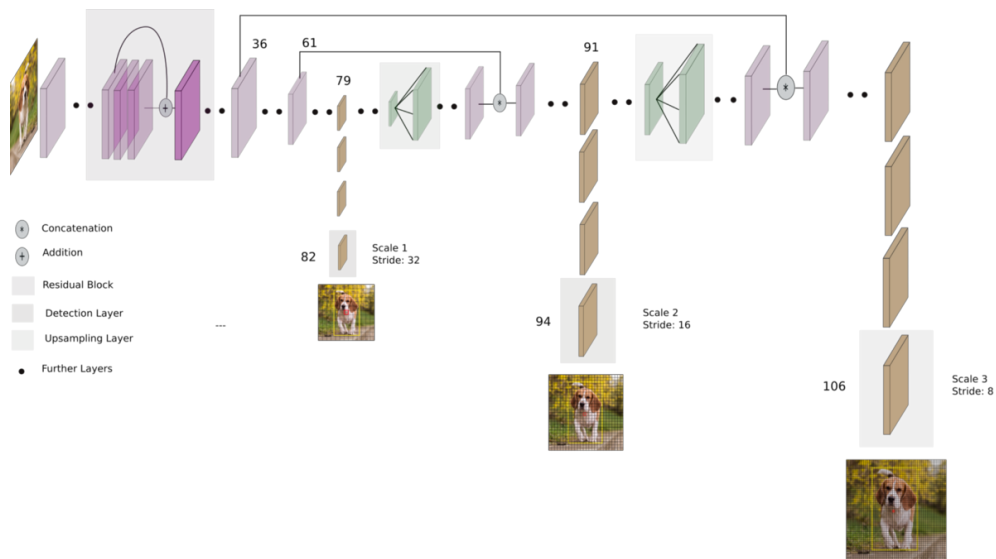 36
61
79
91
Concatenation
Addition
Residual Block
Detection Layer
Upsampling Layer
Further Layers
---
82
Scale 1
Stride: 32
94
Scale 2
Stride: 16
106
Scale 3
Stride: 8